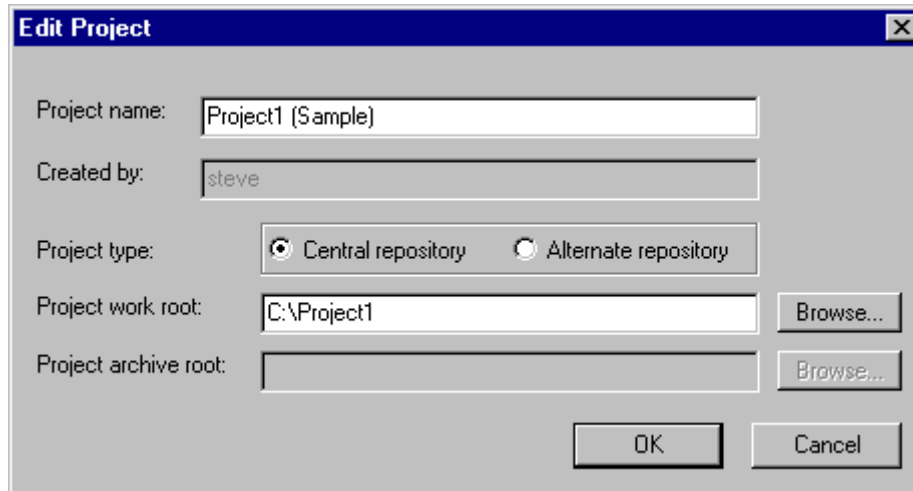 Edit Project
Project name: Project1 (Sample)
Created by: steve
Project type: Central repository Alternate repository
Project work root: C:\Project1 Browse...
Project archive root: Browse...
OK Cancel